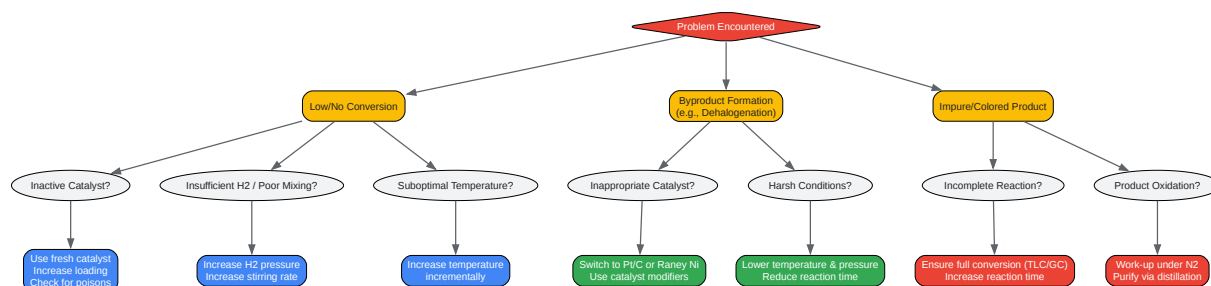 Problem Encountered
Low/No Conversion
Byproduct Formation
(e.g., Dehalogenation)
Impure/Colored Product
Inactive Catalyst?
Insufficient H2 / Poor Mixing?
Suboptimal Temperature?
Inappropriate Catalyst?
Harsh Conditions?
Incomplete Reaction?
Product Oxidation?
Use fresh catalyst
Increase loading
Check for poisons
Increase H2 pressure
Increase stirring rate
Increase temperature
incrementally
Switch to Pt/C or Raney Ni
Use catalyst modifiers
Lower temperature & pressure
Reduce reaction time
Ensure full conversion (TLC/GC)
Increase reaction time
Work-up under N2
Purify via distillation